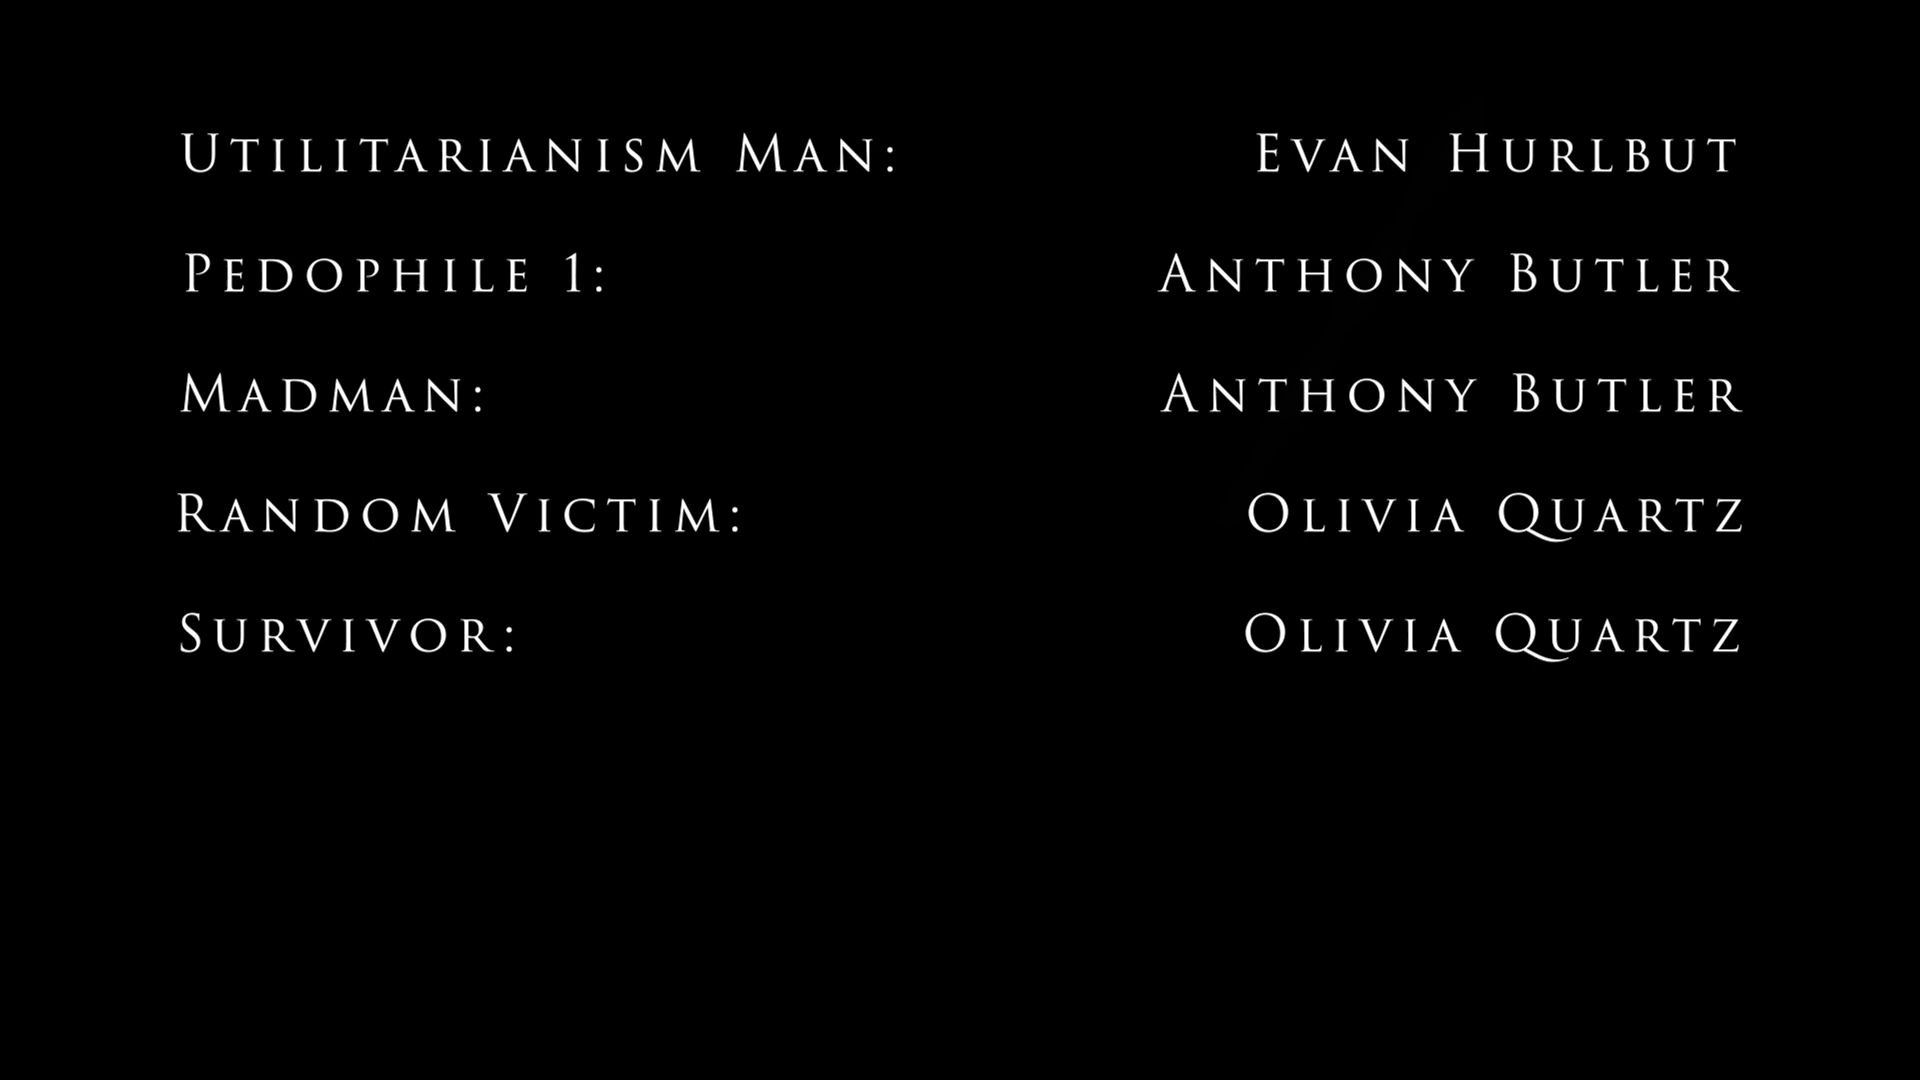 Utilitarianism Man: Evan Hurlbut
Pedophile 1: Anthony Butler
Madman: Anthony Butler
Random Victim: Olivia Quartz
Survivor: Olivia Quartz